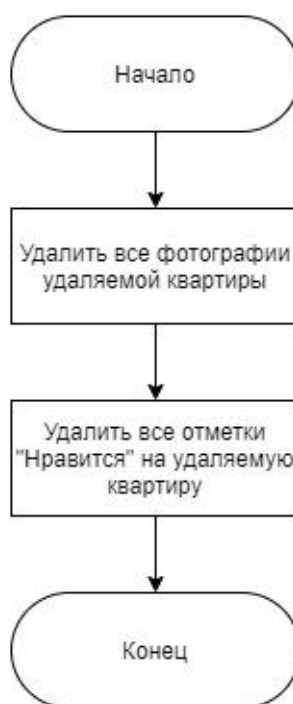 Начало
Удалить все фотографии
удаляемой квартиры
Удалить все отметки
"Нравится" на удаляемую
квартиру
Конец